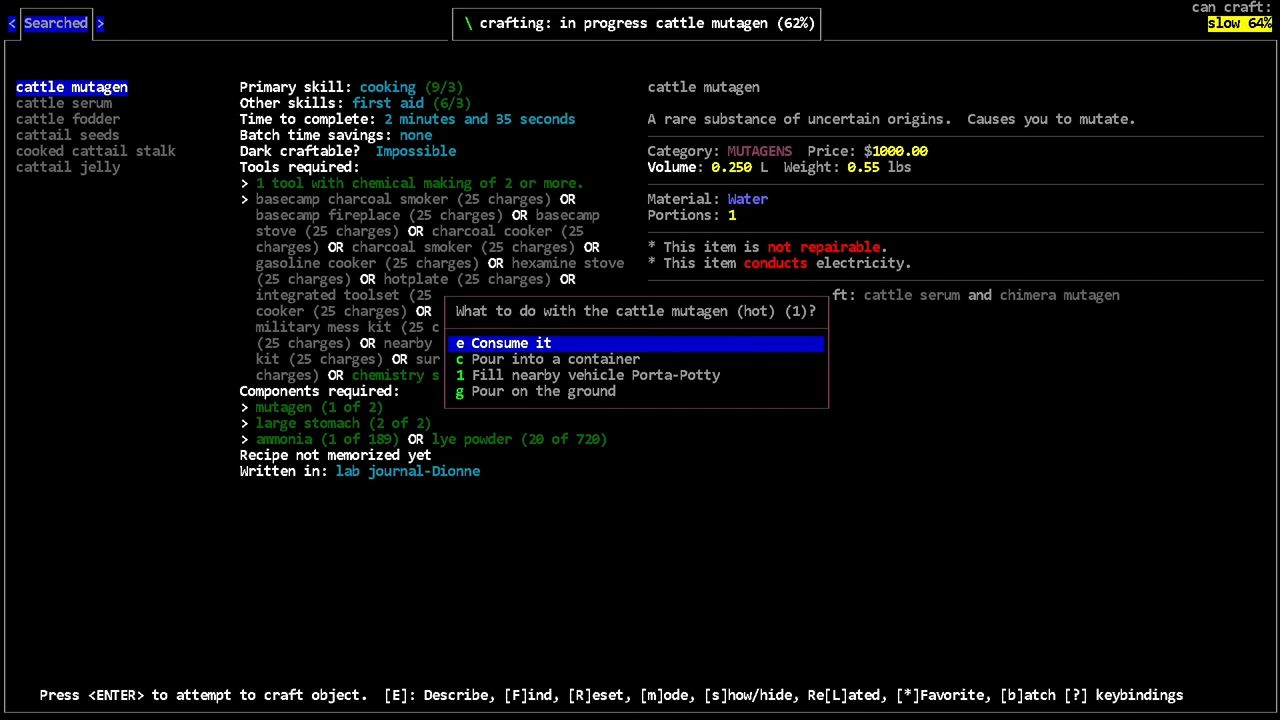 can craft:
< Searched >
\ crafting: in progress cattle mutagen (62%)
slow 64%
cattle mutagen
cattle serum
cattle fodder
cattail seeds
cooked cattail stalk
cattail jelly
Primary skill: cooking (9/3)
Other skills: first aid (6/3)
Time to complete: 2 minutes and 35 seconds
Batch time savings: none
Dark craftable? Impossible
Tools required:
> 1 tool with chemical making of 2 or more.
> basecamp charcoal smoker (25 charges) OR
basecamp fireplace (25 charges) OR basecamp
stove (25 charges) OR charcoal cooker (25
charges) OR charcoal smoker (25 charges) OR
gasoline cooker (25 charges) OR hexamine stove
(25 charges) OR hotplate (25 charges) OR
integrated toolset (25
cooker (25 charges) OR
military mess kit (25 c
(25 charges) OR nearby
kit (25 charges) OR sur
charges) OR chemistry s
Components required:
> mutagen (1 of 2)
> large stomach (2 of 2)
> ammonia (1 of 189) OR lye powder (20 of 720)
Recipe not memorized yet
Written in: lab journal-Dionne
cattle mutagen
A rare substance of uncertain origins. Causes you to mutate.
Category: MUTAGENS Price: $1000.00
Volume: 0.250 L Weight: 0.55 lbs
Material: Water
Portions: 1
* This item is not repairable.
* This item conducts electricity.
ft: cattle serum and chimera mutagen
What to do with the cattle mutagen (hot) (1)?
e Consume it
c Pour into a container
1 Fill nearby vehicle Porta-Potty
g Pour on the ground
Press <ENTER> to attempt to craft object. [E]: Describe, [F]ind, [R]eset, [m]ode, [s]how/hide, Re[L]ated, [*]Favorite, [b]atch [?] keybindings